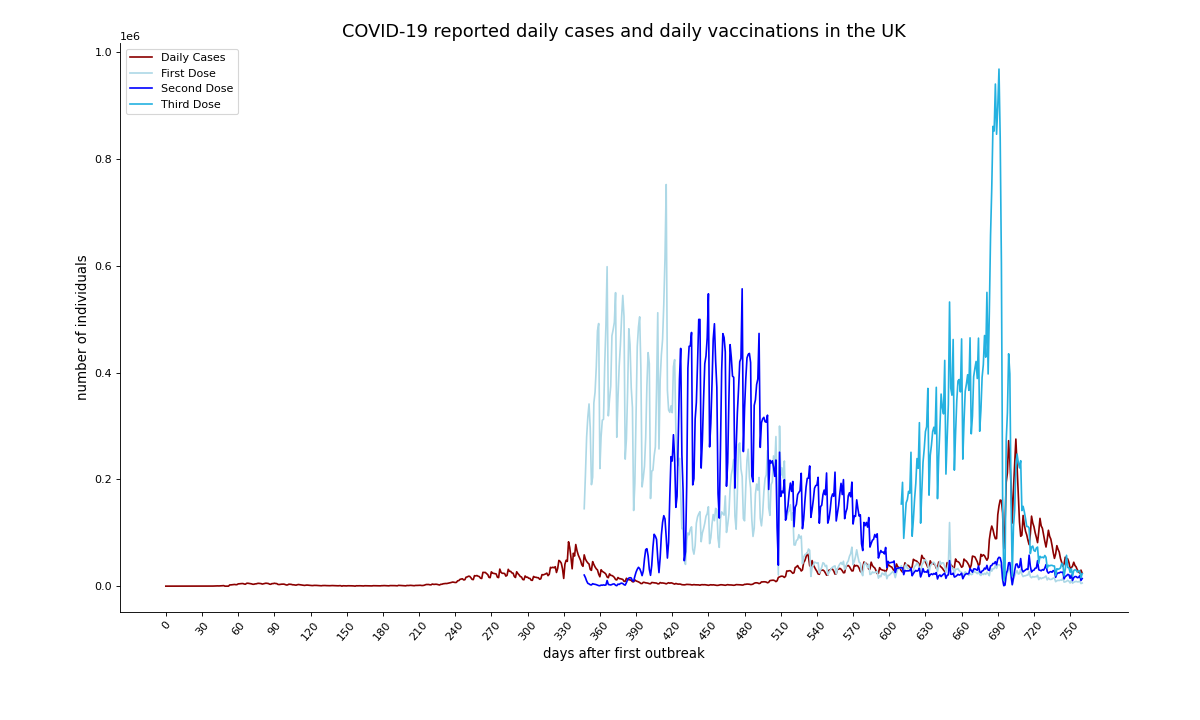 COVID-19 reported daily cases and daily vaccinations in the UK
1e6
1.0
0.8
0.6
0.4
0.2
0.0
number of individuals
Daily Cases
First Dose
Second Dose
Third Dose
0 30 60 90 120 150 180 210 240 270 300 330 360 390 420 450 480 510 540 570 600 630 660 690 720 750
days after first outbreak